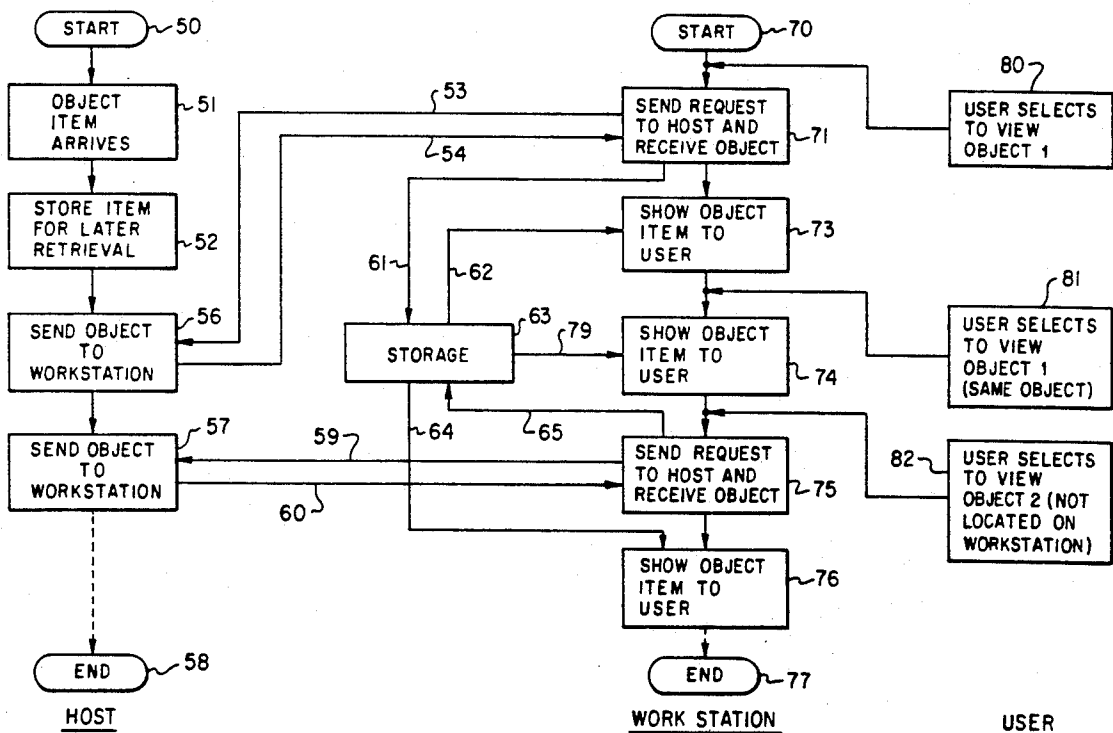 START
50
OBJECT
ITEM
ARRIVES
51
STORE ITEM
FOR LATER
RETRIEVAL
52
SEND OBJECT
TO
WORKSTATION
56
SEND OBJECT
TO
WORKSTATION
57
END
58
HOST
53
54
59
60
61
62
STORAGE
63
79
64
65
START
70
SEND REQUEST
TO HOST AND
RECEIVE OBJECT
71
SHOW OBJECT
ITEM TO
USER
73
SHOW OBJECT
ITEM TO
USER
74
SEND REQUEST
TO HOST AND
RECEIVE OBJECT
75
SHOW OBJECT
ITEM TO
USER
76
END
77
WORK STATION
80
USER SELECTS
TO VIEW
OBJECT 1
81
USER SELECTS
TO VIEW
OBJECT 1
(SAME OBJECT)
82
USER SELECTS
TO VIEW
OBJECT 2 (NOT
LOCATED ON
WORKSTATION)
USER